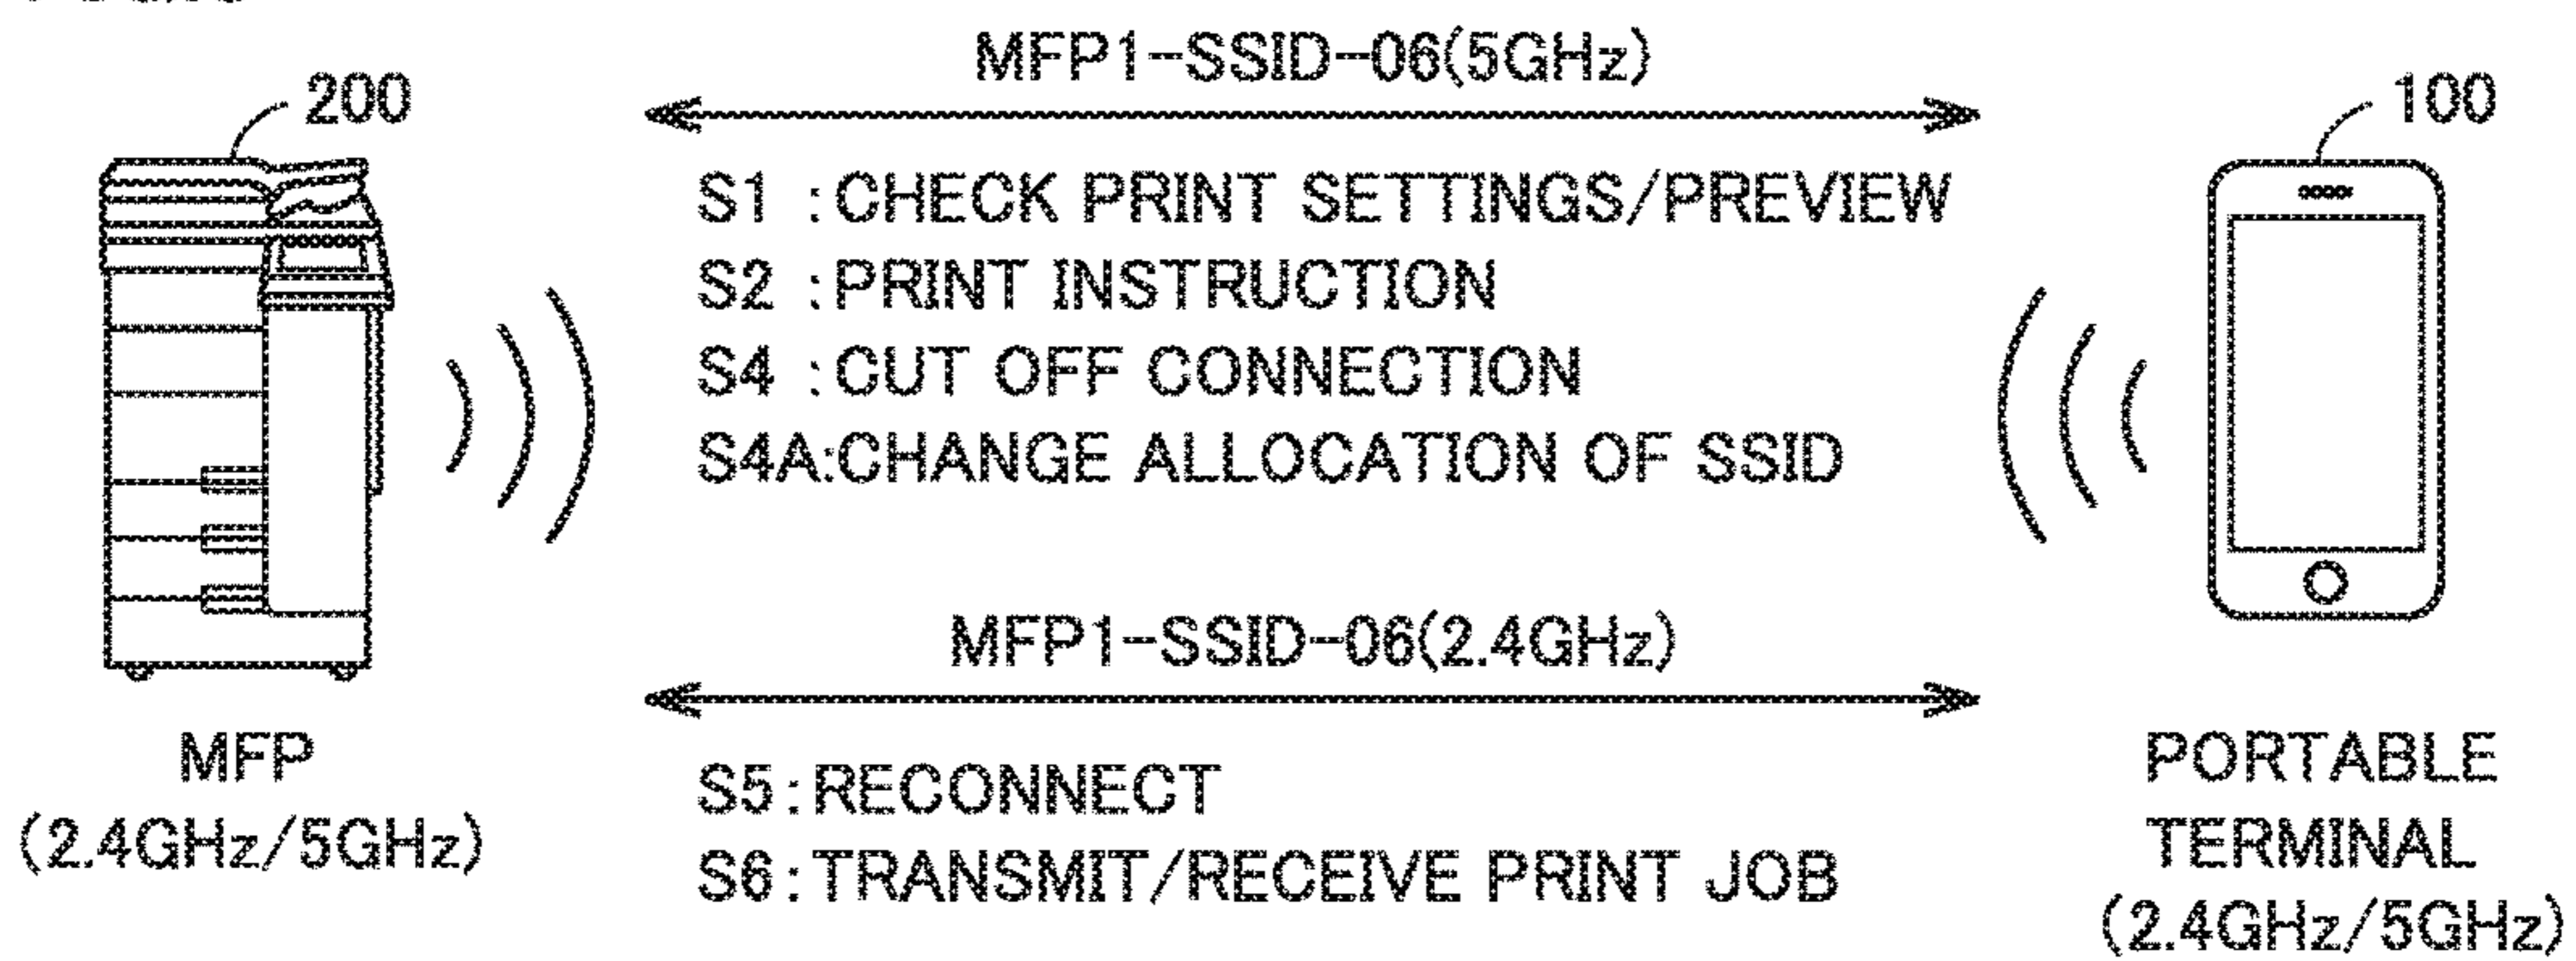 MFP1-SSID-06(5GHz)
200
100
S1 :CHECK PRINT SETTINGS/PREVIEW
S2 :PRINT INSTRUCTION
S4 :CUT OFF CONNECTION
S4A:CHANGE ALLOCATION OF SSID
MFP1-SSID-06(2.4GHz)
MFP
(2.4GHz/5GHz)
S5:RECONNECT
S6:TRANSMIT/RECEIVE PRINT JOB
PORTABLE
TERMINAL
(2.4GHz/5GHz)